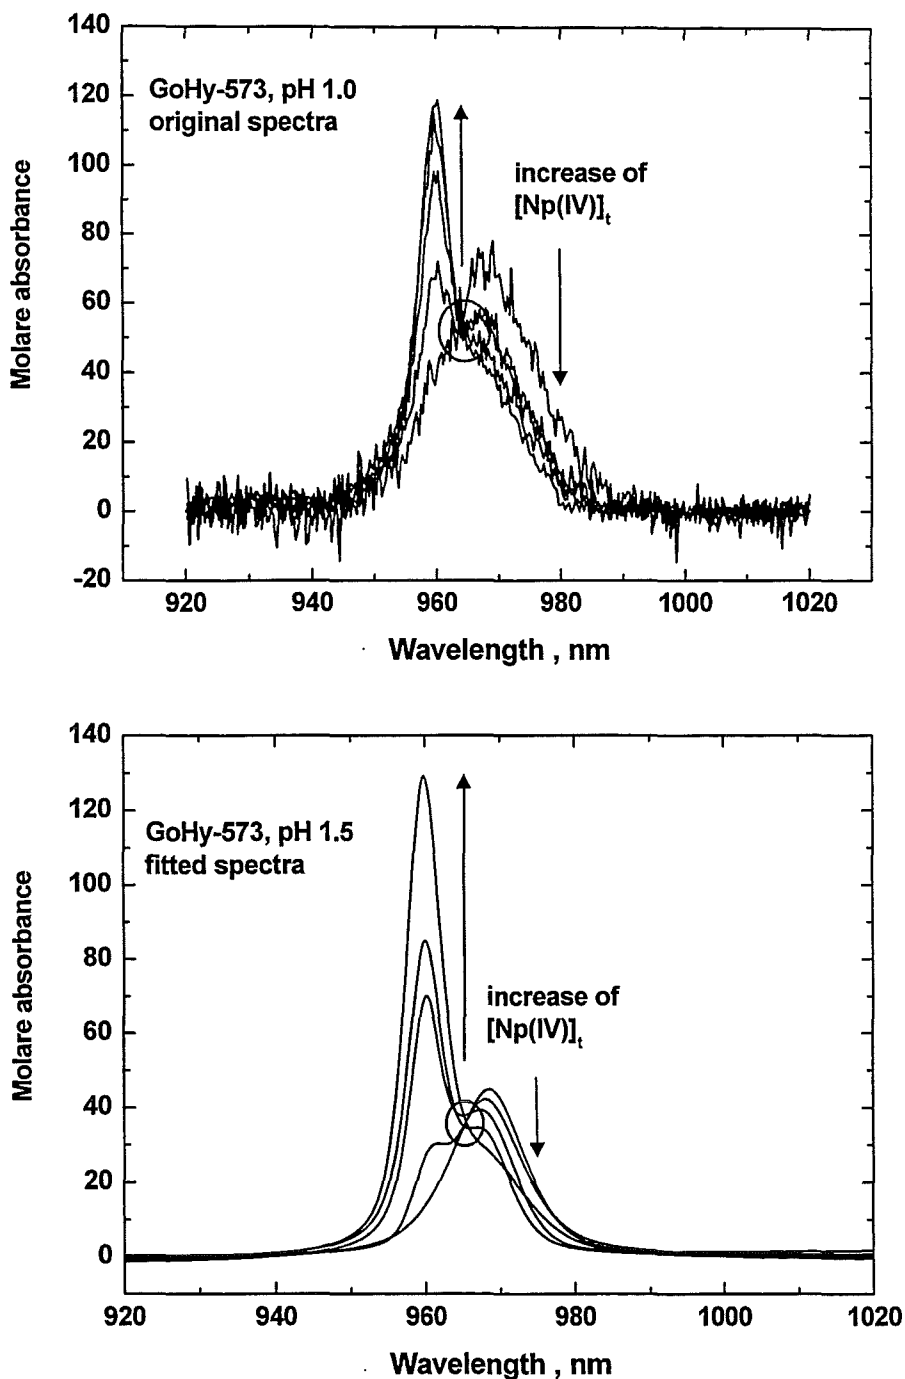 140
120
100
80
60
40
20
0
-20
Molare absorbance
GoHy-573, pH 1.0
original spectra
increase of
[Np(IV)]t
920 940 960 980 1000 1020
Wavelength , nm
140
120
100
80
60
40
20
0
Molare absorbance
GoHy-573, pH 1.5
fitted spectra
increase of
[Np(IV)]t
920 940 960 980 1000 1020
Wavelength , nm